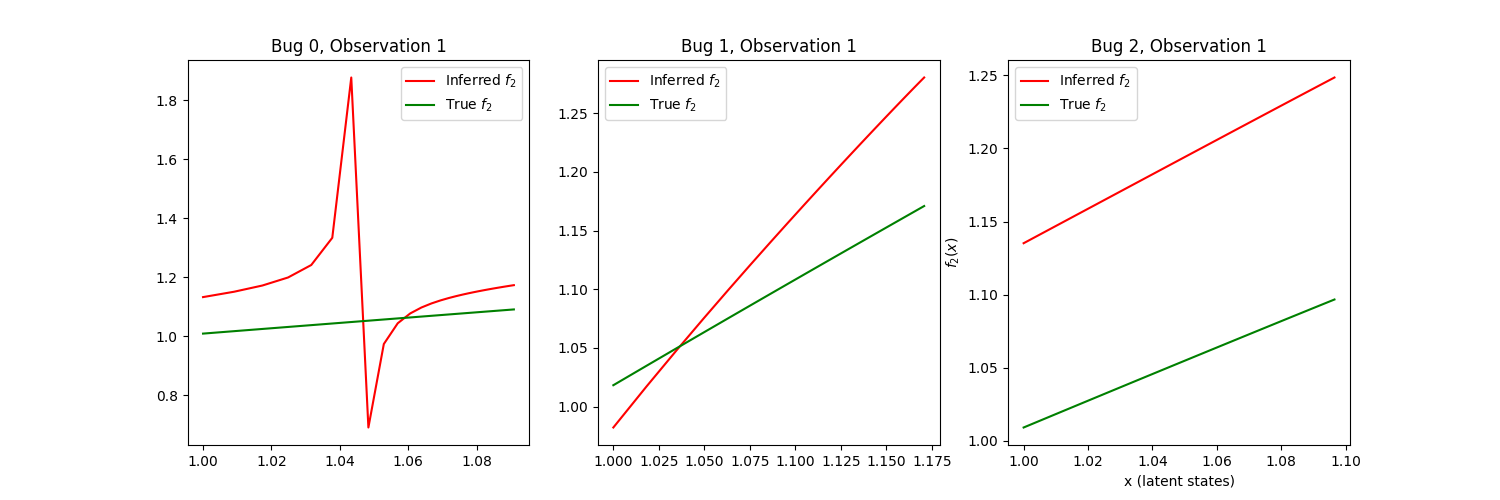 Bug 0, Observation 1
Inferred f₂
True f₂
1.8
1.6
1.4
1.2
1.0
0.8
1.00 1.02 1.04 1.06 1.08
Bug 1, Observation 1
Inferred f₂
True f₂
1.25
1.20
1.15
1.10
1.05
1.00
1.000 1.025 1.050 1.075 1.100 1.125 1.150 1.175
Bug 2, Observation 1
Inferred f₂
True f₂
f₂(x)
1.25
1.20
1.15
1.10
1.05
1.00
1.00 1.02 1.04 1.06 1.08 1.10
x (latent states)